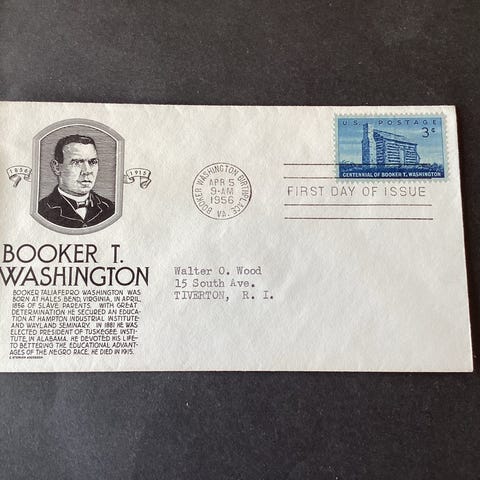 1856
1915
BOOKER T.
WASHINGTON
BOOKER TALIAFERRO WASHINGTON WAS
BORN AT HALES BEND, VIRGINIA, IN APRIL,
1856 OF SLAVE PARENTS. WITH GREAT
DETERMINATION HE SECURED AN EDUCA-
TION AT HAMPTON INDUSTRIAL INSTITUTE
AND WAYLAND SEMINARY. IN 1881 HE WAS
ELECTED PRESIDENT OF TUSKEGEE INSTI-
TUTE, IN ALABAMA. HE DEVOTED HIS LIFE
TO BETTERING THE EDUCATIONAL ADVANT-
AGES OF THE NEGRO RACE. HE DIED IN 1915.
BOOKER WASHINGTON BIRTHPLACE, VA.
APR 5
9-AM
1956
U.S. POSTAGE
3¢
CENTENNIAL OF BOOKER T. WASHINGTON
FIRST DAY OF ISSUE
Walter O. Wood
15 South Ave.
TIVERTON, R. I.